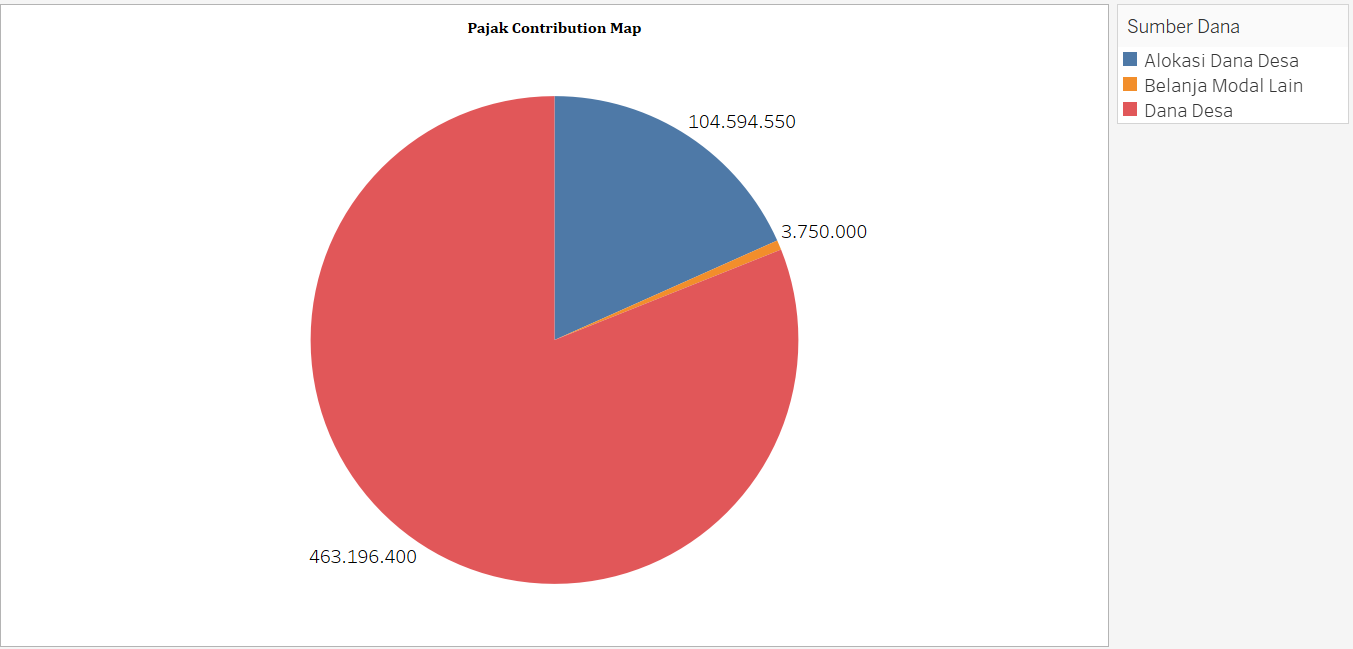 Pajak Contribution Map
104.594.550
3.750.000
463.196.400
Sumber Dana
Alokasi Dana Desa
Belanja Modal Lain
Dana Desa